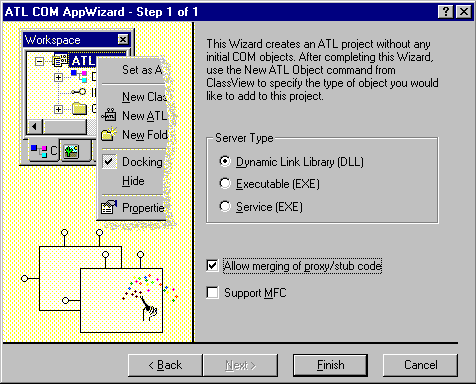 ATL COM AppWizard - Step 1 of 1
Workspace
ATL
Set as A
New Clas
New ATL
New Fold
Docking
Hide
Propertie
This Wizard creates an ATL project without any
initial COM objects. After completing this Wizard,
use the New ATL Object command from
ClassView to specify the type of object you would
like to add to this project.
Server Type
Dynamic Link Library (DLL)
Executable (EXE)
Service (EXE)
Allow merging of proxy/stub code
Support MFC
< Back
Next >
Finish
Cancel